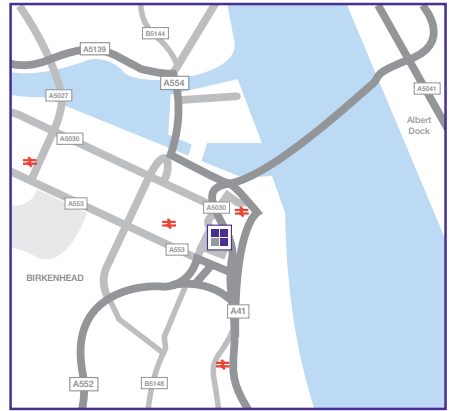 B5144
A5139
A554
A5041
A5027
Albert
Dock
A5030
A553
A5030
A553
BIRKENHEAD
A41
A552
B5148